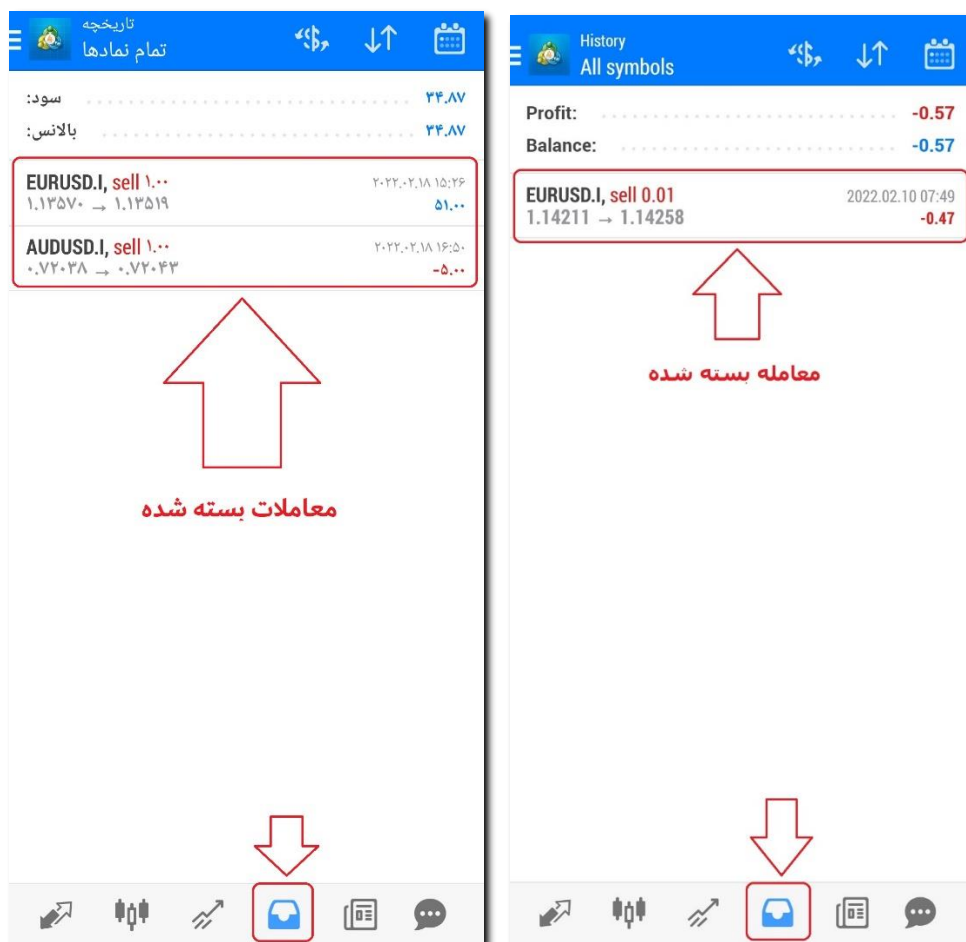 تاریخچه
تمام نمادها
سود: ۳۴.۸۷
بالانس: ۳۴.۸۷
EURUSD.I, sell ۱.۰۰ ۲۰۲۲.۰۲.۱۸ ۱۵:۲۶
۱.۱۳۵۷۰ → ۱.۱۳۵۱۹ ۵۱.۰۰
AUDUSD.I, sell ۱.۰۰ ۲۰۲۲.۰۲.۱۸ ۱۶:۵۰
۰.۷۲۰۳۸ → ۰.۷۲۰۴۳ -۵.۰۰
معاملات بسته شده
History
All symbols
Profit: -0.57
Balance: -0.57
EURUSD.I, sell 0.01 2022.02.10 07:49
1.14211 → 1.14258 -0.47
معامله بسته شده